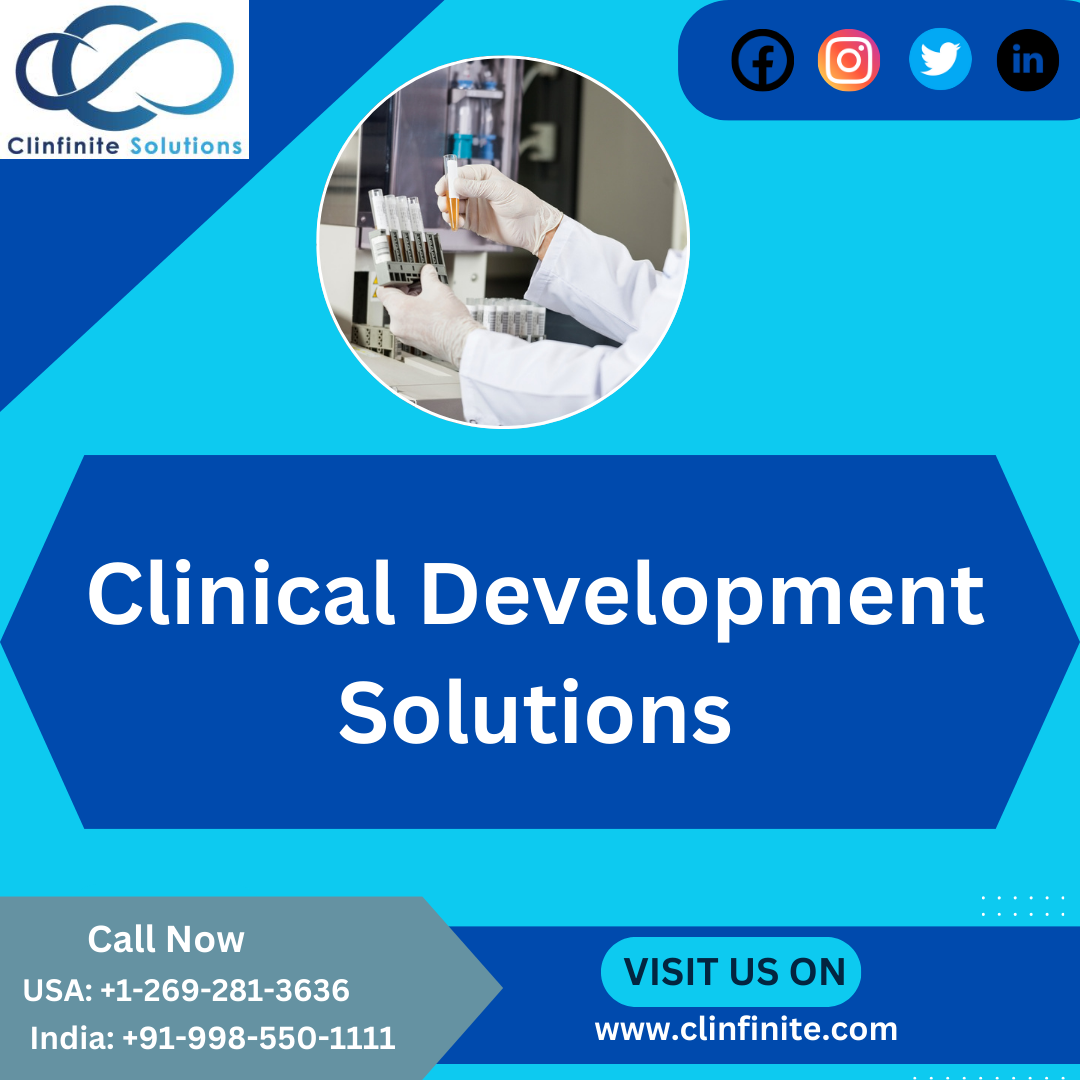 Clinfinite Solutions
Clinical Development
Solutions
Call Now
USA: +1-269-281-3636
India: +91-998-550-1111
VISIT US ON
www.clinfinite.com